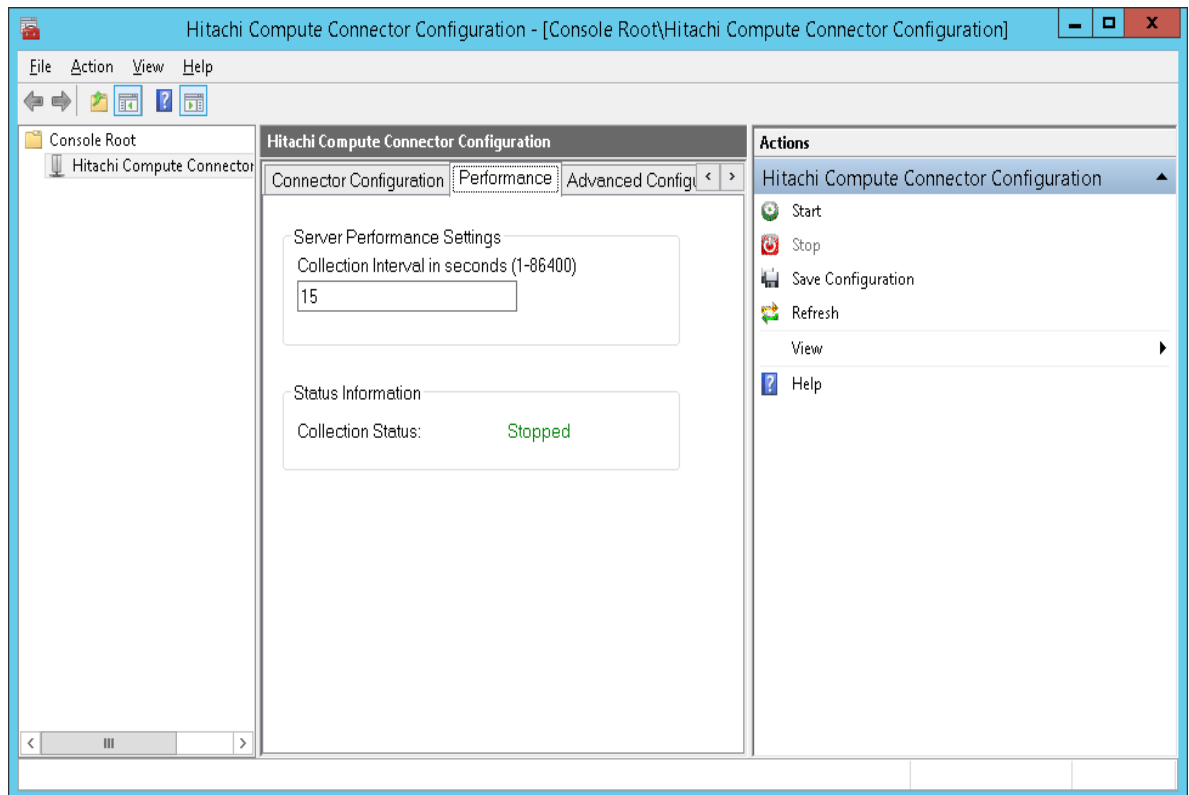 Hitachi Compute Connector Configuration - [Console Root\Hitachi Compute Connector Configuration]
File Action View Help
Console Root
Hitachi Compute Connector
Hitachi Compute Connector Configuration
Connector Configuration Performance Advanced Configu
Server Performance Settings
Collection Interval in seconds (1-86400)
15
Status Information
Collection Status: Stopped
Actions
Hitachi Compute Connector Configuration
Start
Stop
Save Configuration
Refresh
View
Help